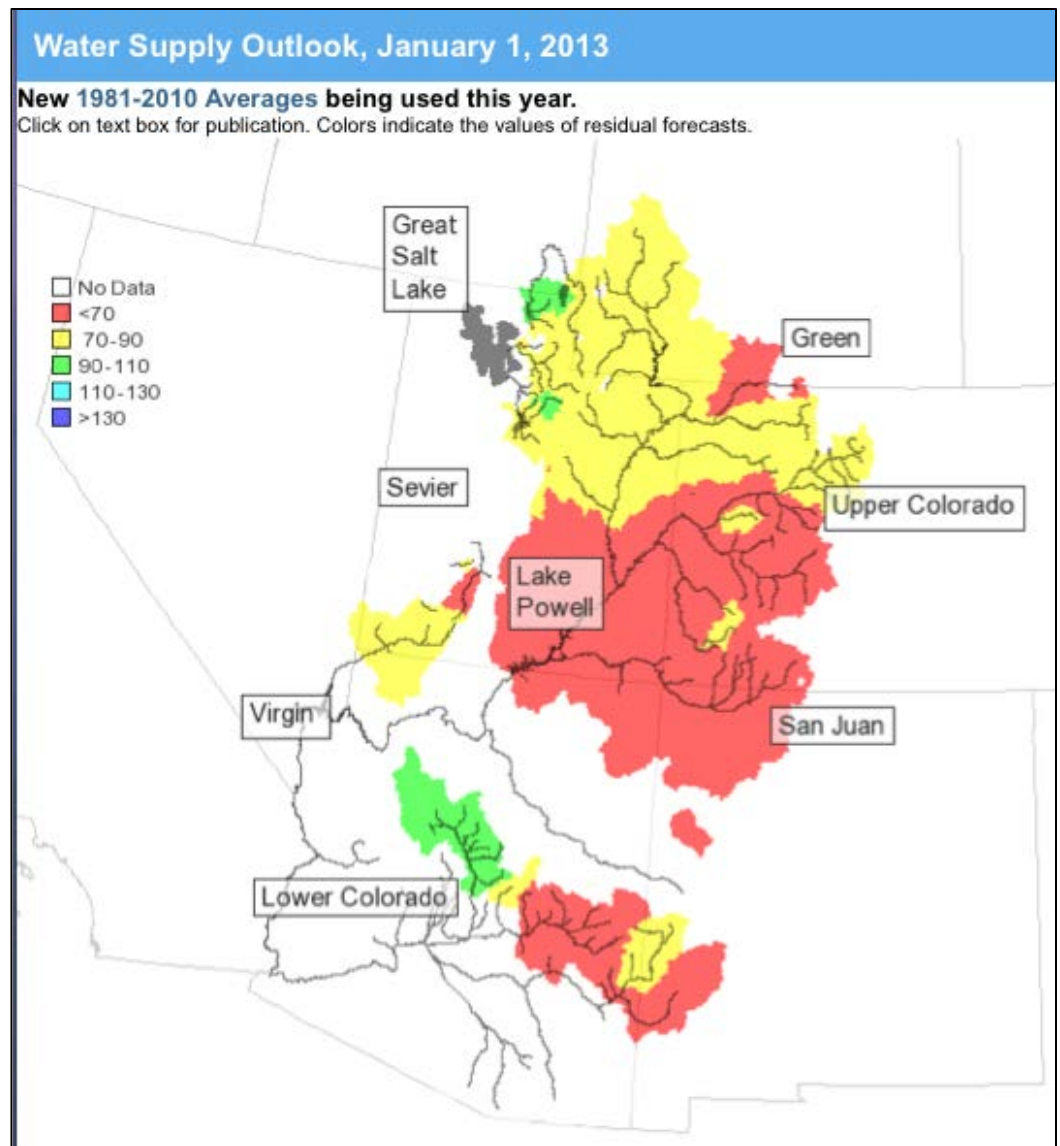 Water Supply Outlook, January 1, 2013
New 1981-2010 Averages being used this year.
Click on text box for publication. Colors indicate the values of residual forecasts.
Great
Salt
Lake
No Data
<70
70-90
90-110
110-130
>130
Green
Sevier
Upper Colorado
Lake
Powell
Virgin
San Juan
Lower Colorado